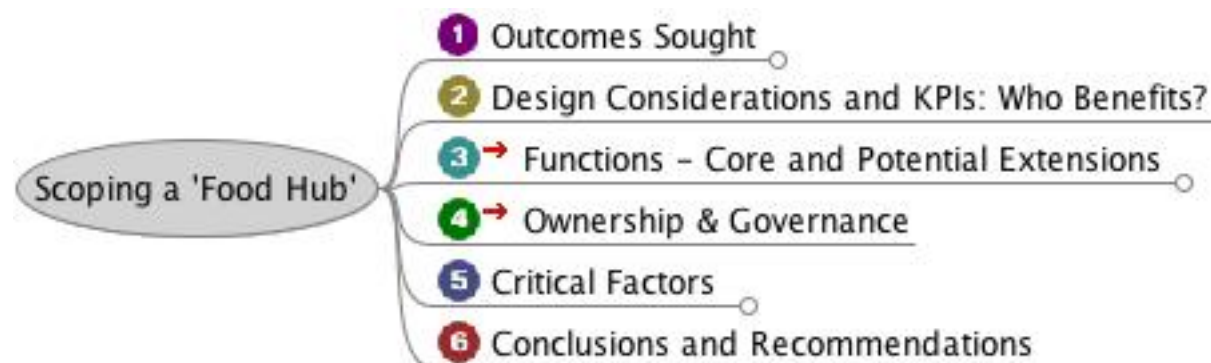 Scoping a 'Food Hub'
1 Outcomes Sought
2 Design Considerations and KPIs: Who Benefits?
3 Functions – Core and Potential Extensions
4 Ownership & Governance
5 Critical Factors
6 Conclusions and Recommendations